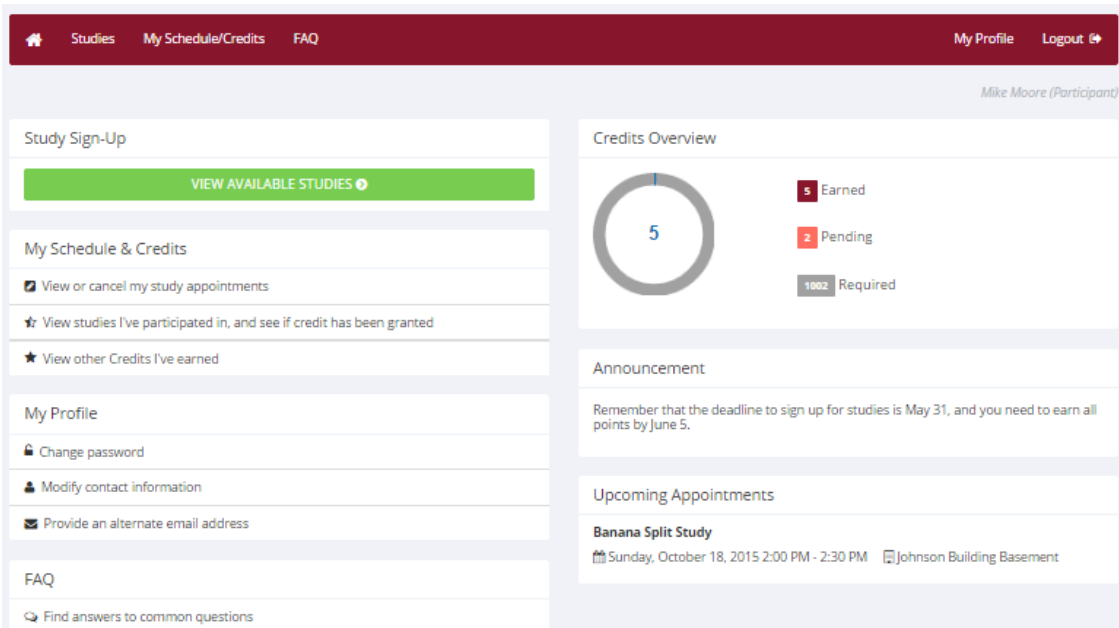 Studies My Schedule/Credits FAQ My Profile Logout
Mike Moore (Participant)
Study Sign-Up
VIEW AVAILABLE STUDIES
My Schedule & Credits
View or cancel my study appointments
View studies I've participated in, and see if credit has been granted
View other Credits I've earned
My Profile
Change password
Modify contact information
Provide an alternate email address
FAQ
Find answers to common questions
Credits Overview
5
5 Earned
2 Pending
1002 Required
Announcement
Remember that the deadline to sign up for studies is May 31, and you need to earn all
points by June 5.
Upcoming Appointments
Banana Split Study
Sunday, October 18, 2015 2:00 PM - 2:30 PM Johnson Building Basement